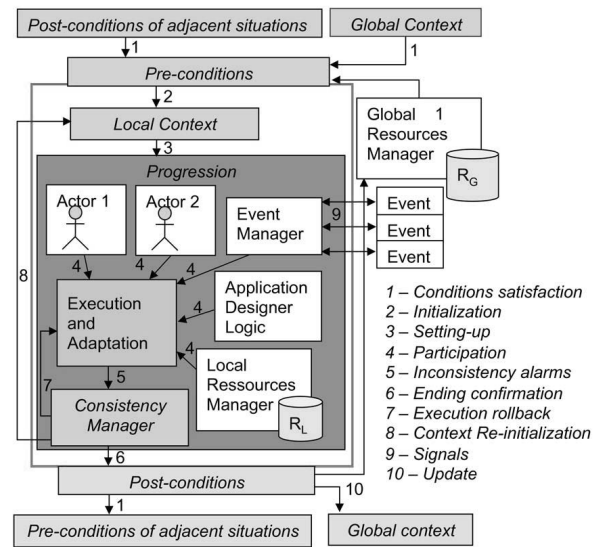 Post-conditions of adjacent situations
Global Context
1
1
Pre-conditions
2
Local Context
Global 1
Resources
Manager
R_G
3
Progression
Actor 1
Actor 2
Event
Manager
9
Event
Event
Event
4
4
4
8
Execution
and
Adaptation
4
Application
Designer
Logic
4
Local
Ressources
Manager
R_L
7
5
Consistency
Manager
6
Post-conditions
10
1
Pre-conditions of adjacent situations
Global context
1 – Conditions satisfaction
2 – Initialization
3 – Setting-up
4 – Participation
5 – Inconsistency alarms
6 – Ending confirmation
7 – Execution rollback
8 – Context Re-initialization
9 – Signals
10 – Update